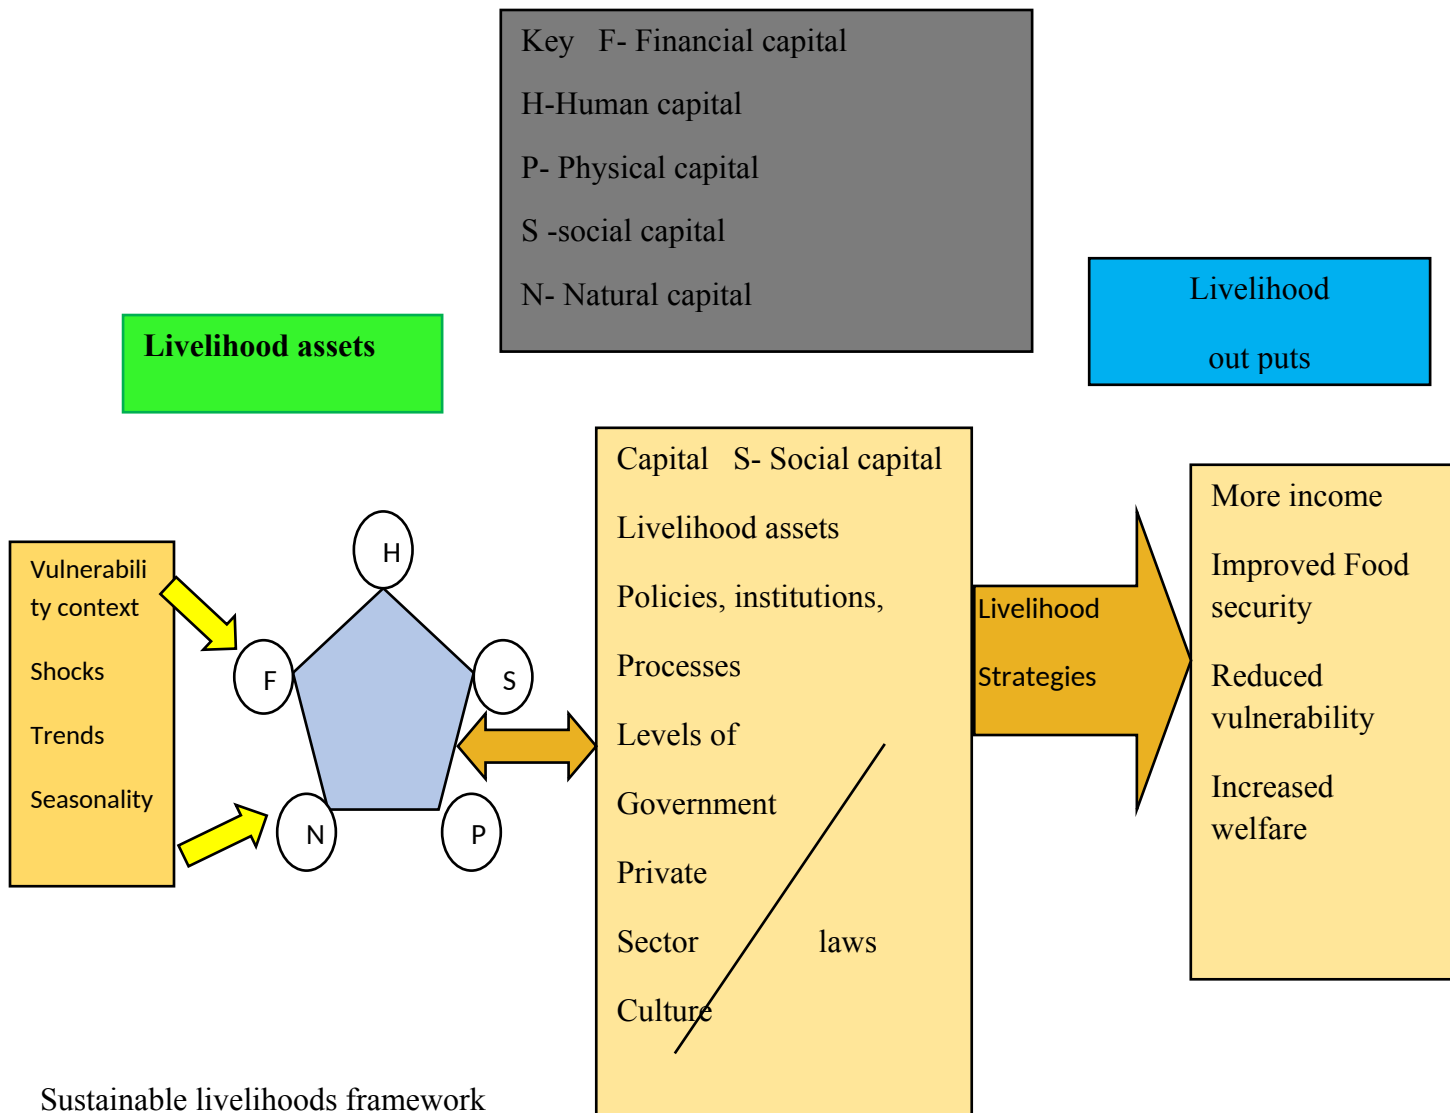 Key F- Financial capital
H-Human capital
P- Physical capital
S -social capital
N- Natural capital
Livelihood
out puts
Livelihood assets
Capital S- Social capital
Livelihood assets
Policies, institutions,
Processes
Levels of
Government
Private
Sector laws
Culture
More income
Improved Food
security
Reduced
vulnerability
Increased
welfare
Vulnerabili
ty context
Shocks
Trends
Seasonality
H
F
S
N
P
Livelihood
Strategies
Sustainable livelihoods framework